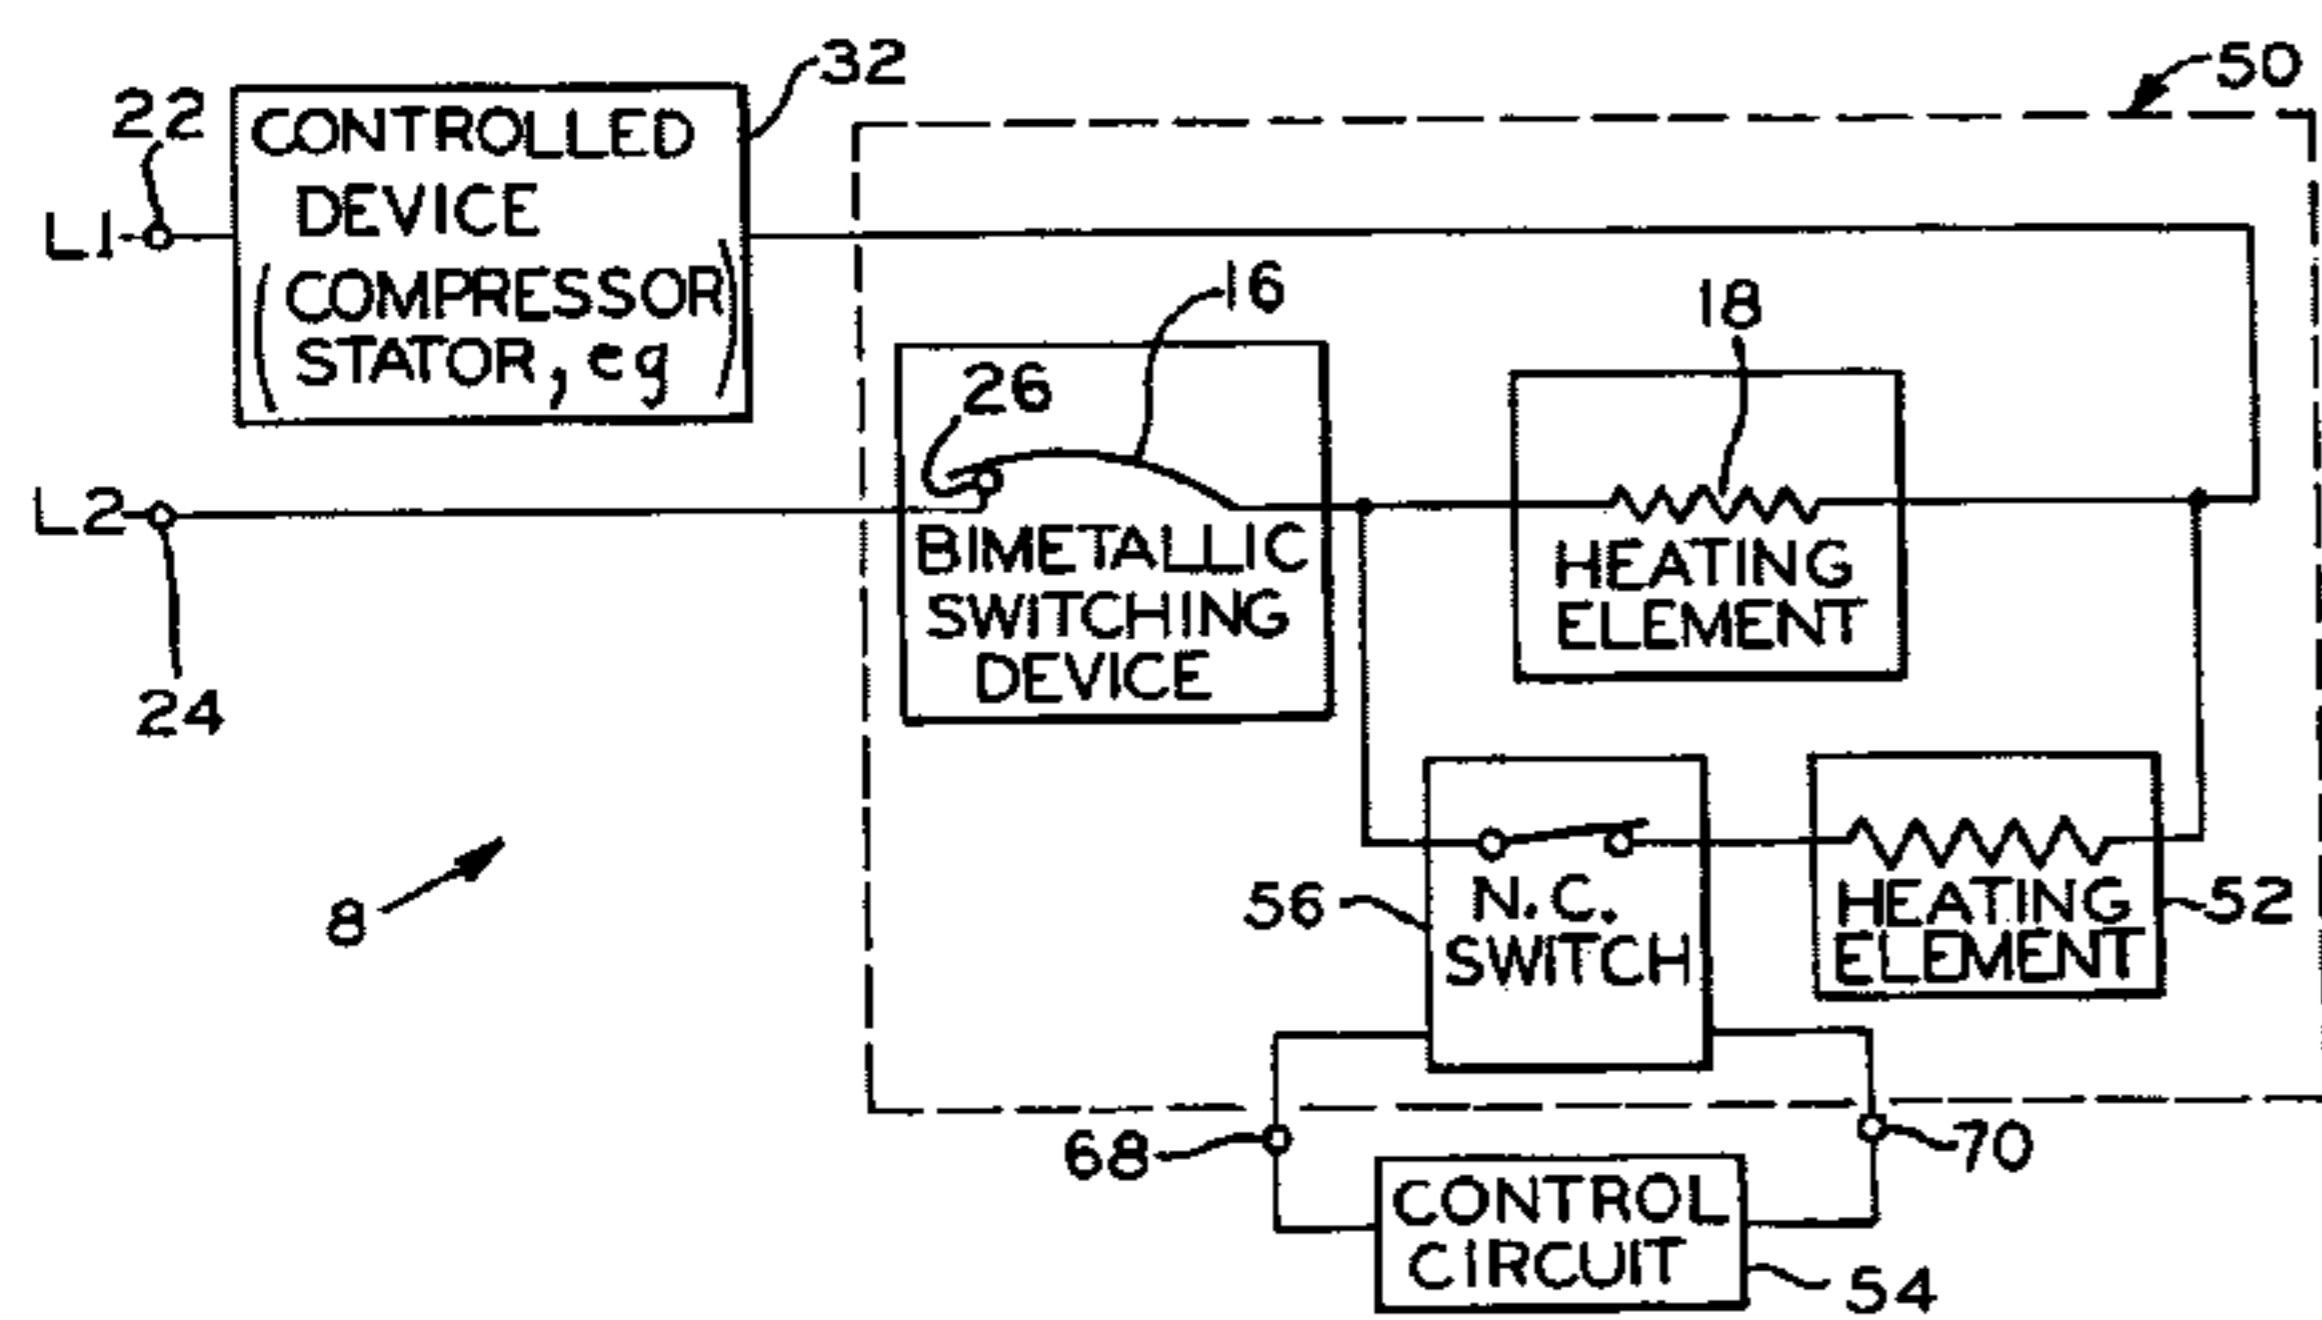 32
50
22
CONTROLLED
DEVICE
L1
(COMPRESSOR
STATOR, eg)
16
18
26
L2
BIMETALLIC
SWITCHING
DEVICE
HEATING
ELEMENT
24
8
56
N.C.
SWITCH
HEATING
ELEMENT
52
68
70
CONTROL
CIRCUIT
54